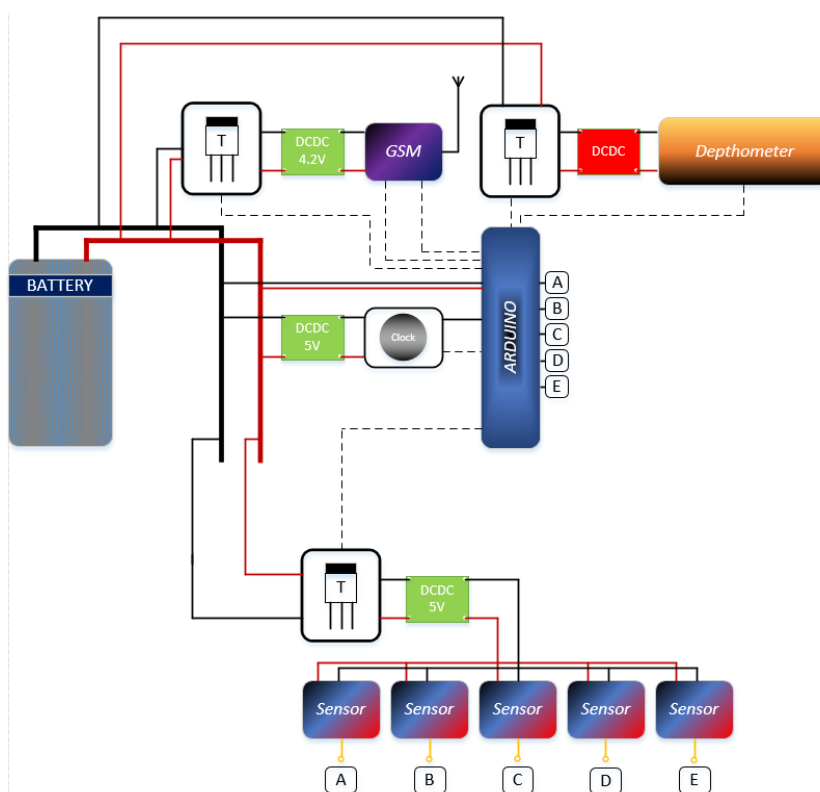 T
DCDC
4.2V
GSM
T
DCDC
Depthometer
BATTERY
ARDUINO
A
B
C
D
E
DCDC
5V
Clock
T
DCDC
5V
Sensor
Sensor
Sensor
Sensor
Sensor
A
B
C
D
E